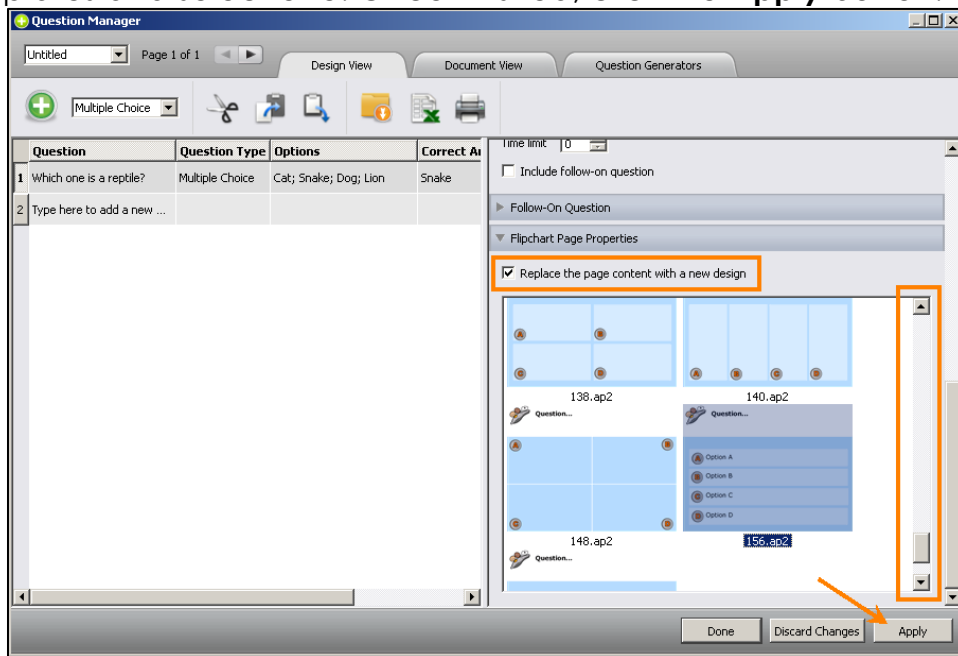 Question Manager
Untitled Page 1 of 1 Design View Document View Question Generators
Multiple Choice
Question Question Type Options Correct
1 Which one is a reptile? Multiple Choice Cat; Snake; Dog; Lion Snake
2 Type here to add a new ...
Time limit 0
Include follow-on question
Follow-On Question
Flipchart Page Properties
Replace the page content with a new design
A B
C D
A B C D
138.ap2 140.ap2
Question... Question...
A B
A Option A
B Option B
C Option C
D Option D
C D
148.ap2 156.ap2
Question...
Done Discard Changes Apply